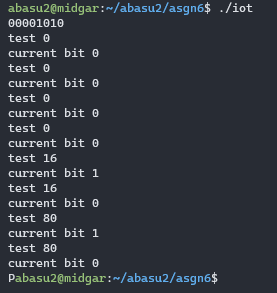 abasu2@midgar:~/abasu2/asgn6$ ./iot
00001010
test 0
current bit 0
test 0
current bit 0
test 0
current bit 0
test 0
current bit 0
test 16
current bit 1
test 16
current bit 0
test 80
current bit 1
test 80
current bit 0
Pabasu2@midgar:~/abasu2/asgn6$